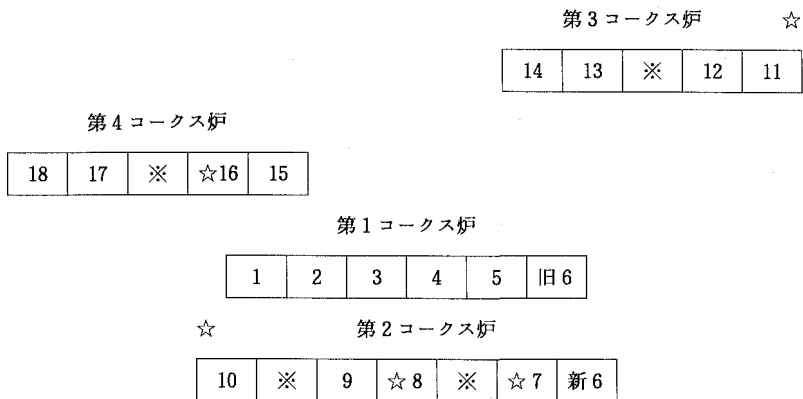 第3コークス炉 ☆
14 13 ※ 12 11
第4コークス炉
18 17 ※ ☆16 15
第1コークス炉
1 2 3 4 5 旧6
☆ 第2コークス炉
10 ※ 9 ☆8 ※ ☆7 新6